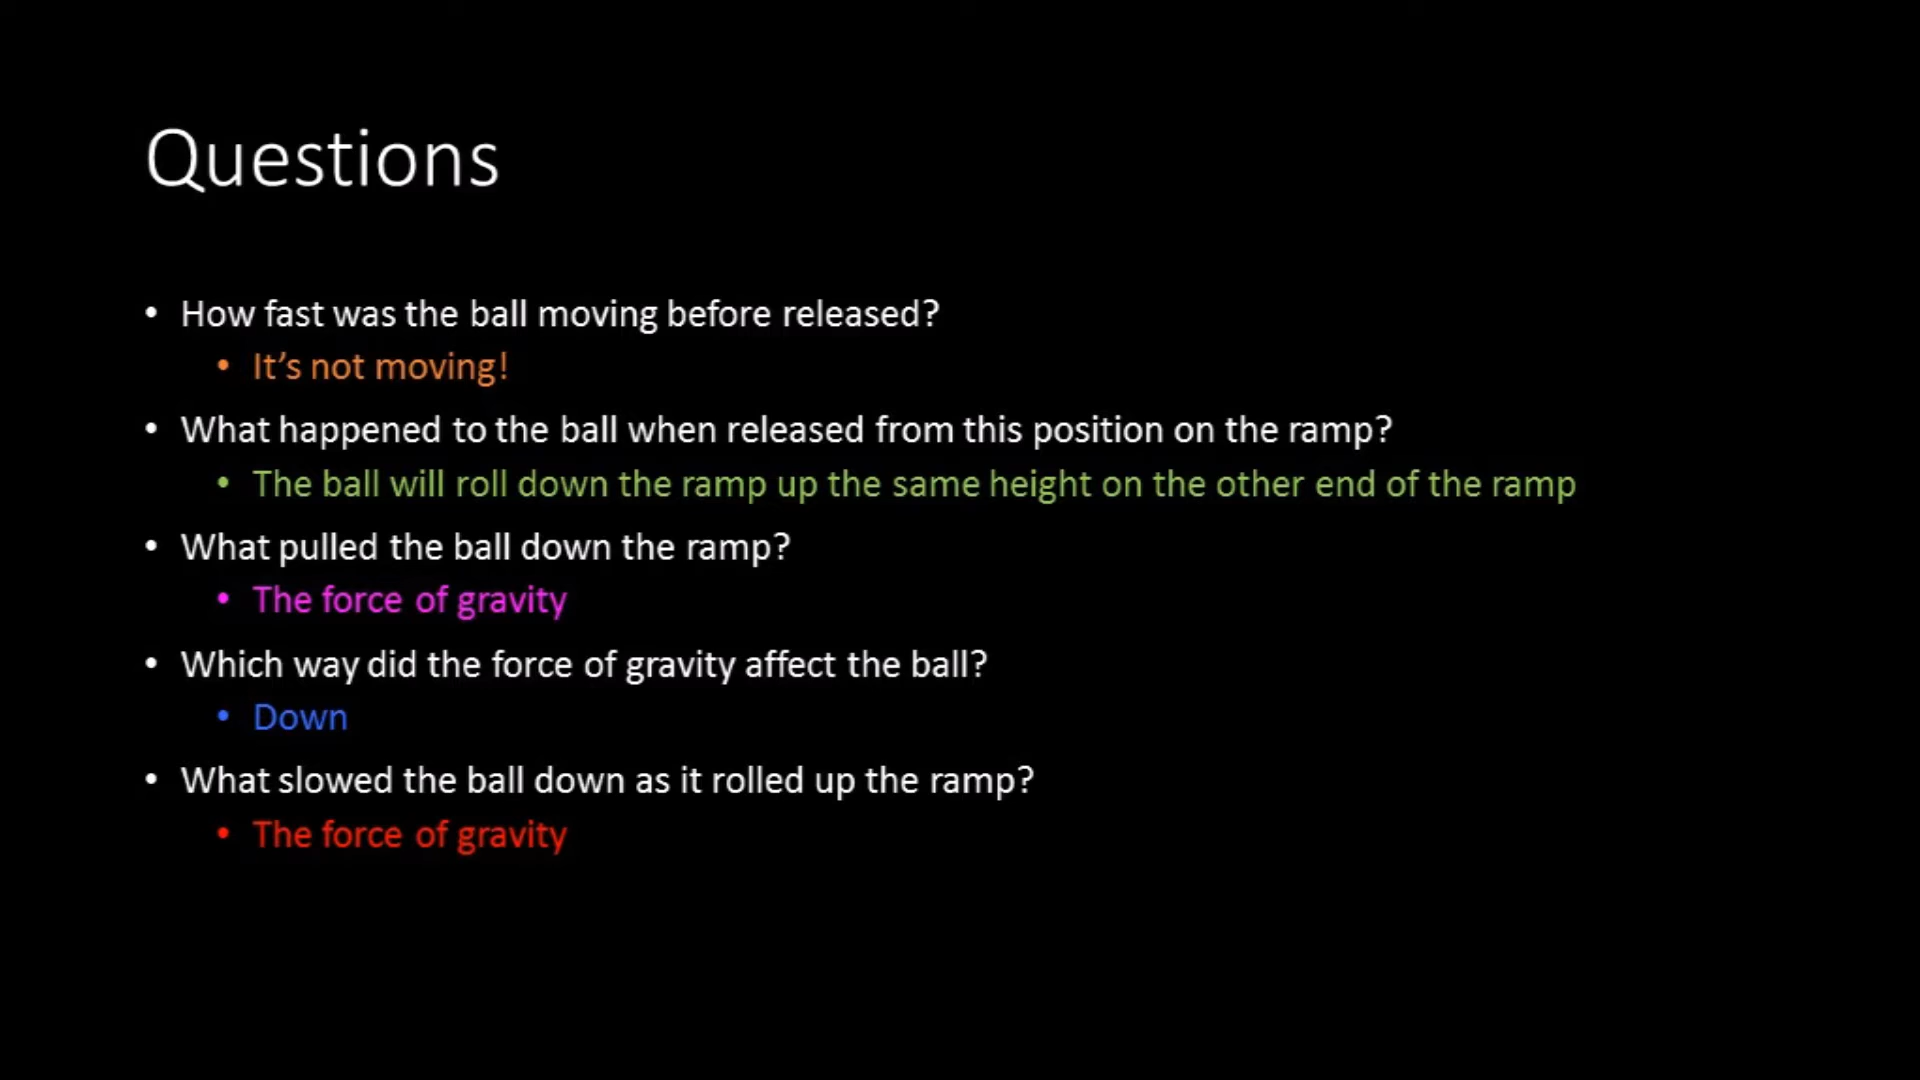 Questions
• How fast was the ball moving before released?
• It’s not moving!
• What happened to the ball when released from this position on the ramp?
• The ball will roll down the ramp up the same height on the other end of the ramp
• What pulled the ball down the ramp?
• The force of gravity
• Which way did the force of gravity affect the ball?
• Down
• What slowed the ball down as it rolled up the ramp?
• The force of gravity